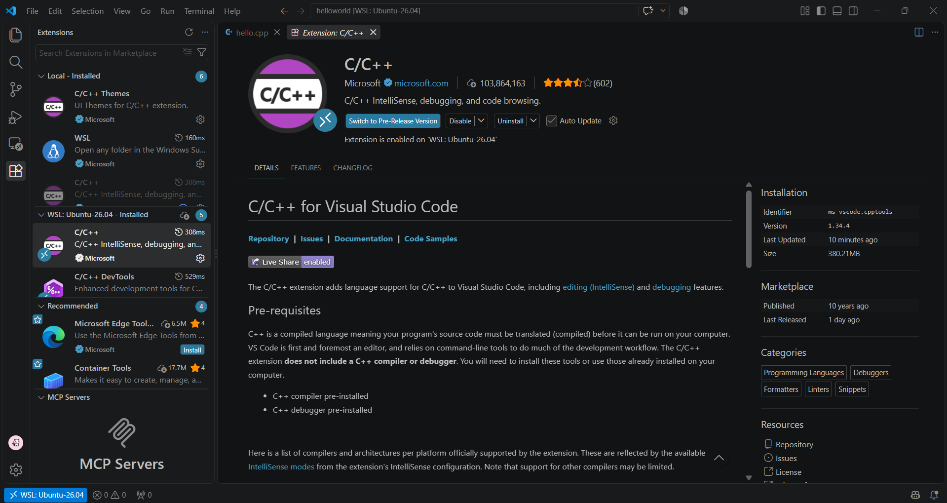 File Edit Selection View Go Run Terminal Help
helloworld [WSL: Ubuntu-26.04]
Extensions
Search Extensions in Marketplace
Local - Installed 6
C/C++ Themes
UI Themes for C/C++ extension.
Microsoft
WSL 160ms
Open any folder in the Windows Su...
Microsoft
C/C++ 308ms
C/C++ IntelliSense, debugging, an...
WSL: Ubuntu-26.04 - Installed 5
C/C++ 308ms
C/C++ IntelliSense, debugging, an...
Microsoft
C/C++ DevTools 529ms
Enhanced development tools for C...
Recommended 4
Microsoft Edge Tool... 6.5M 4
Use the Microsoft Edge Tools from ...
Microsoft Install
Container Tools 17.7M 4
Makes it easy to create, manage, a...
MCP Servers
MCP Servers
hello.cpp
Extension: C/C++
C/C++
C/C++
Microsoft microsoft.com 103,864,163 (602)
C/C++ IntelliSense, debugging, and code browsing.
Switch to Pre-Release Version Disable Uninstall Auto Update
Extension is enabled on 'WSL: Ubuntu-26.04'
DETAILS FEATURES CHANGELOG
C/C++ for Visual Studio Code
Repository | Issues | Documentation | Code Samples
Live Share enabled
The C/C++ extension adds language support for C/C++ to Visual Studio Code, including editing (IntelliSense) and debugging features.
Pre-requisites
C++ is a compiled language meaning your program's source code must be translated (compiled) before it can be run on your computer.
VS Code is first and foremost an editor, and relies on command-line tools to do much of the development workflow. The C/C++
extension does not include a C++ compiler or debugger. You will need to install these tools or use those already installed on your
computer.
C++ compiler pre-installed
C++ debugger pre-installed
Here is a list of compilers and architectures per platform officially supported by the extension. These are reflected by the available
IntelliSense modes from the extension's IntelliSense configuration. Note that support for other compilers may be limited.
Installation
Identifier ms-vscode.cpptools
Version 1.34.4
Last Updated 10 minutes ago
Size 380.21MB
Marketplace
Published 10 years ago
Last Released 1 day ago
Categories
Programming Languages Debuggers
Formatters Linters Snippets
Resources
Repository
Issues
License
WSL: Ubuntu-26.04 0 0 0